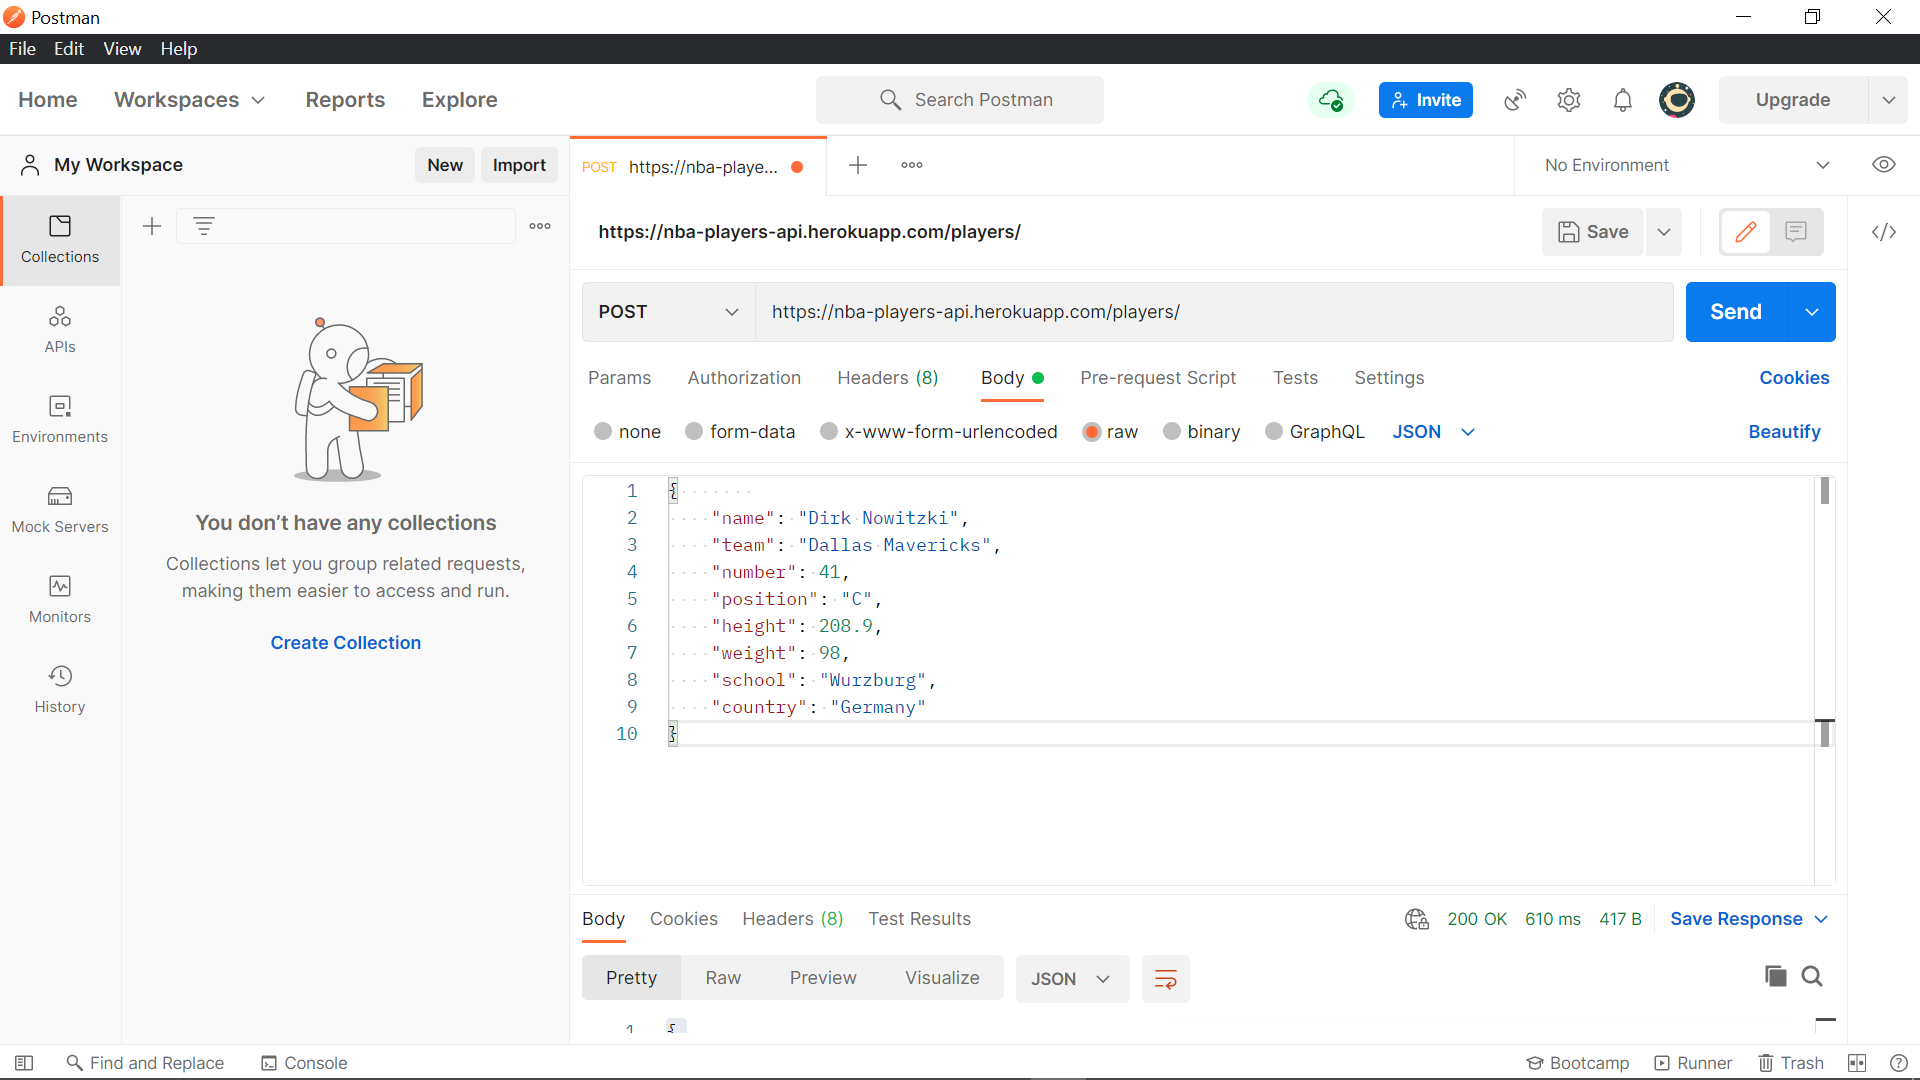 Postman
File Edit View Help
Home Workspaces Reports Explore Search Postman Invite Upgrade
My Workspace New Import POST https://nba-playe... No Environment
https://nba-players-api.herokuapp.com/players/ Save
Collections
POST https://nba-players-api.herokuapp.com/players/ Send
APIs
Params Authorization Headers (8) Body Pre-request Script Tests Settings Cookies
Environments
none form-data x-www-form-urlencoded raw binary GraphQL JSON Beautify
Mock Servers
Monitors
History
You don’t have any collections
Collections let you group related requests,
making them easier to access and run.
Create Collection
1 {
2 "name": "Dirk Nowitzki",
3 "team": "Dallas Mavericks",
4 "number": 41,
5 "position": "C",
6 "height": 208.9,
7 "weight": 98,
8 "school": "Wurzburg",
9 "country": "Germany"
10 }
Body Cookies Headers (8) Test Results 200 OK 610 ms 417 B Save Response
Pretty Raw Preview Visualize JSON
1 {
Find and Replace Console Bootcamp Runner Trash